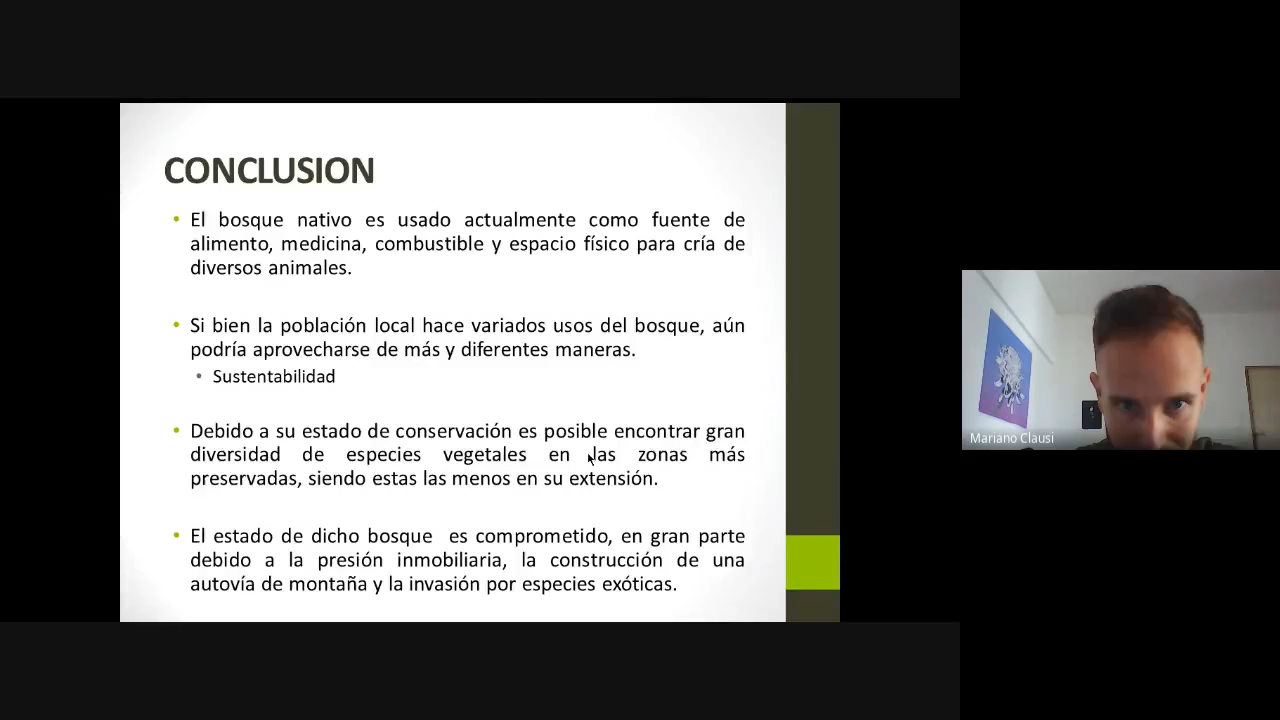 CONCLUSION
• El bosque nativo es usado actualmente como fuente de
alimento, medicina, combustible y espacio físico para cría de
diversos animales.
• Si bien la población local hace variados usos del bosque, aún
podría aprovecharse de más y diferentes maneras.
• Sustentabilidad
• Debido a su estado de conservación es posible encontrar gran
diversidad de especies vegetales en las zonas más
preservadas, siendo estas las menos en su extensión.
• El estado de dicho bosque es comprometido, en gran parte
debido a la presión inmobiliaria, la construcción de una
autovía de montaña y la invasión por especies exóticas.
Mariano Clausi